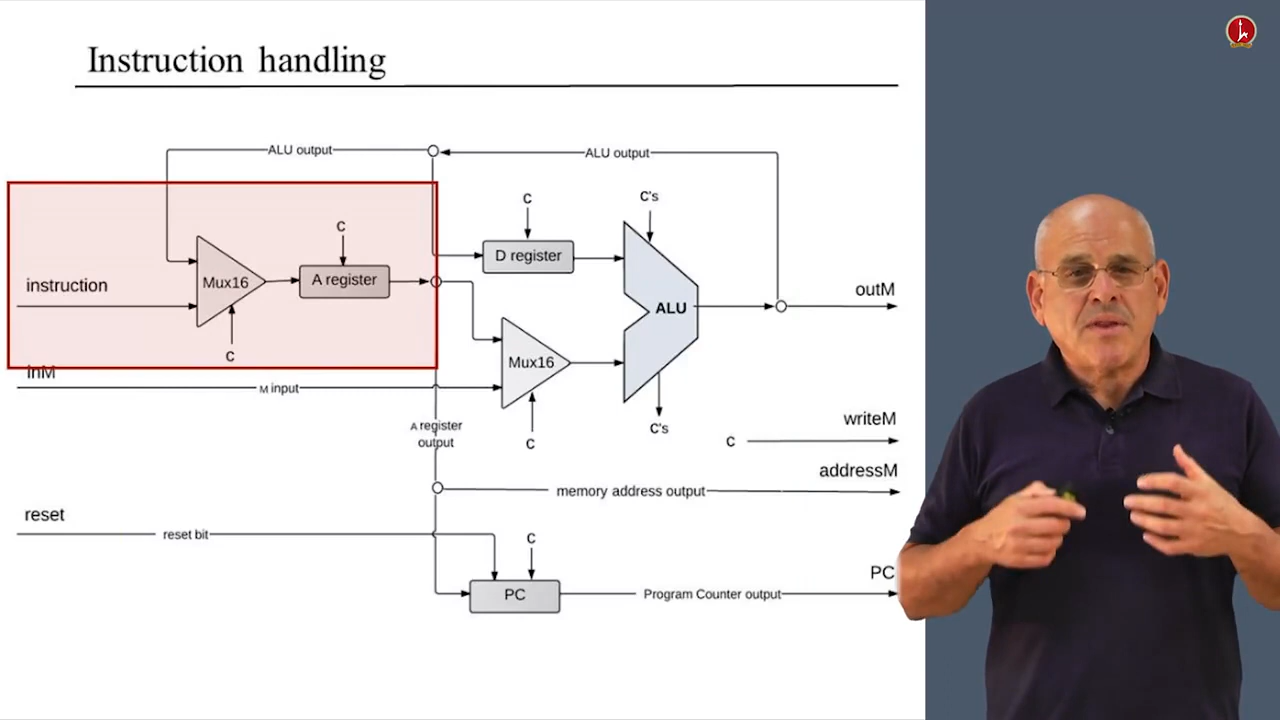 Instruction handling
ALU output
ALU output
C
C's
C
D register
instruction
Mux16
A register
ALU
outM
C
inM
M input
Mux16
C's
A register
output
C
C
writeM
addressM
memory address output
reset
reset bit
C
PC
Program Counter output
PC